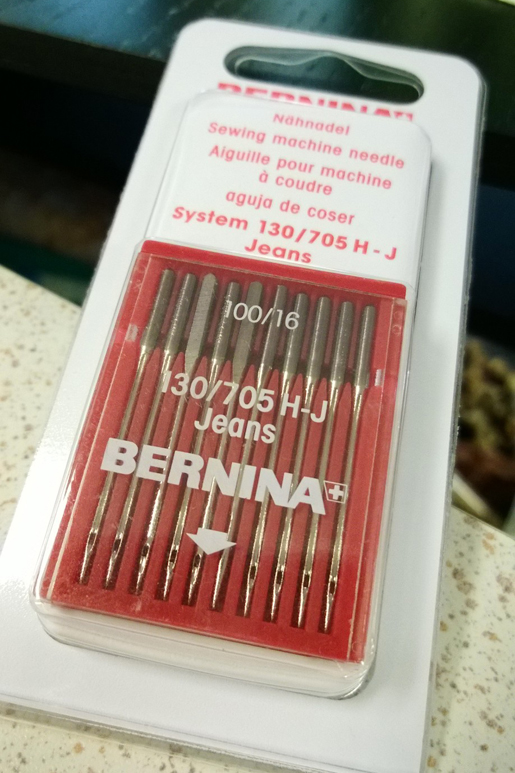 BERNINA
Nähnadel
Sewing machine needle
Aiguille pour machine
à coudre
aguja de coser
System 130/705 H-J
Jeans
100/16
130/705 H-J
Jeans
BERNINA